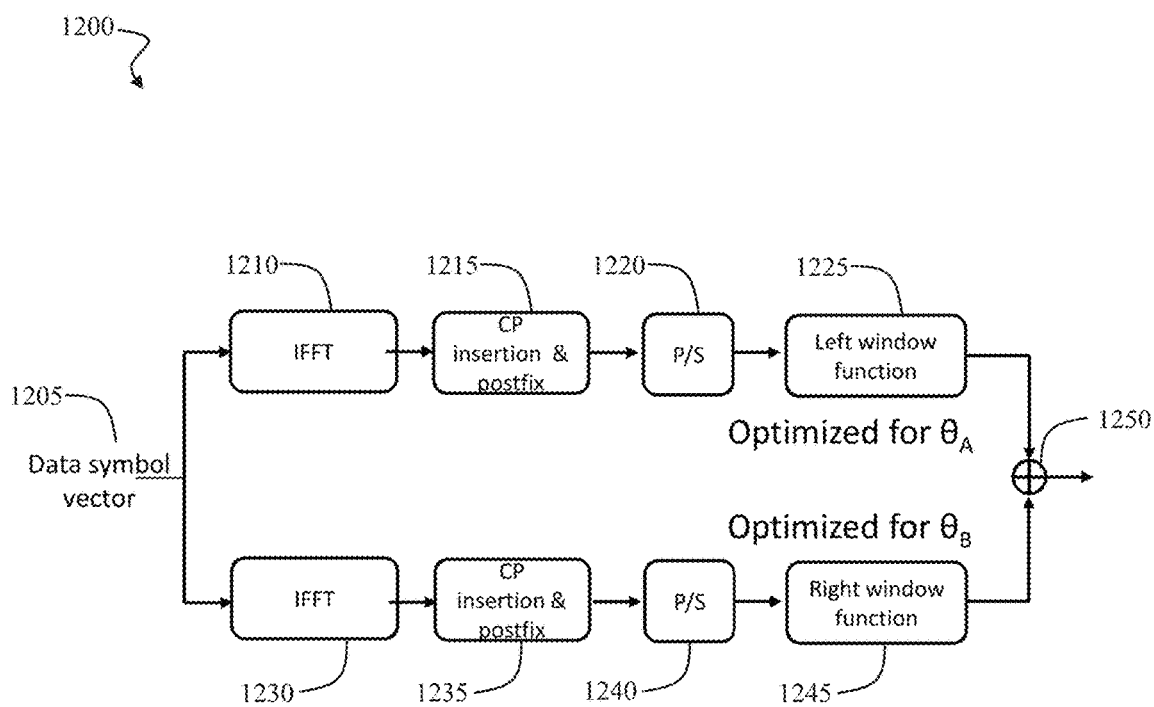 1200
1210
1215
1220
1225
IFFT
CP
insertion &
postfix
P/S
Left window
function
1205
Optimized for θA
1250
Data symbol
vector
Optimized for θB
IFFT
CP
insertion &
postfix
P/S
Right window
function
1230
1235
1240
1245